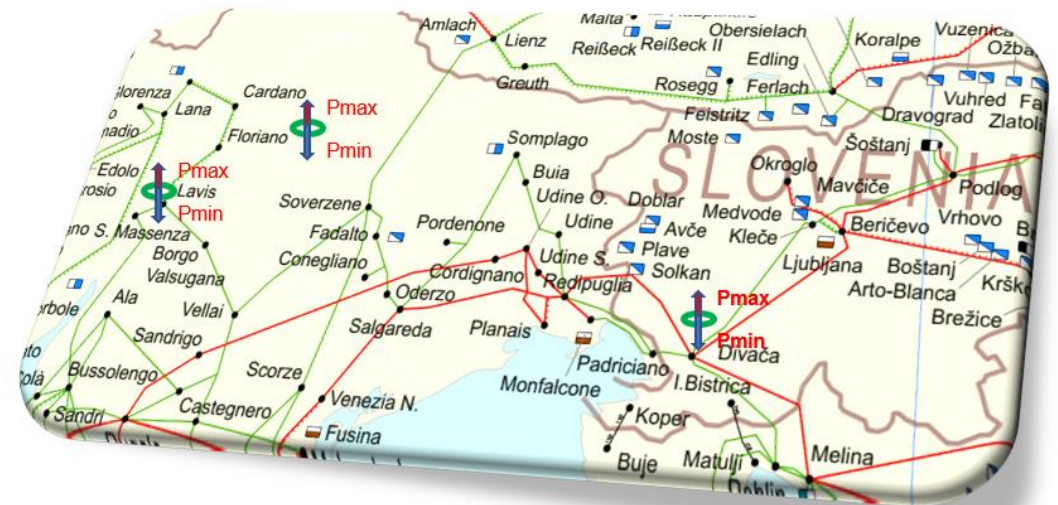 Amlach
Lienz
Malta
Reißeck
Reißeck II
Obersielach
Edling
Koralpe
Vuzenica
Greuth
Rosegg
Ferlach
Feistritz
Dravograd
Vuhred
Cardano
Lana
Floriano
Pmax
Pmin
Edolo
Pmax
Lavis
Pmin
S. Massenza
Borgo
Valsugana
Vellai
Ala
Sandrigo
Bussolengo
Castegnero
Sandri
Scorze
Venezia N.
Fusina
Soverzene
Fadalto
Conegliano
Pordenone
Cordignano
Oderzo
Salgareda
Somplago
Buia
Udine O.
Udine
Udine S.
Redipuglia
Planais
Monfalcone
Padriciano
Moste
SLOVENIA
Okroglo
Mavčiče
Medvode
Kleče
Beričevo
Ljubljana
Šoštanj
Podlog
Vrhovo
Boštanj
Arto-Blanca
Brežice
Doblar
Avče
Plave
Solkan
Pmax
Pmin
Divača
I.Bistrica
Koper
Buje
Matulji
Melina